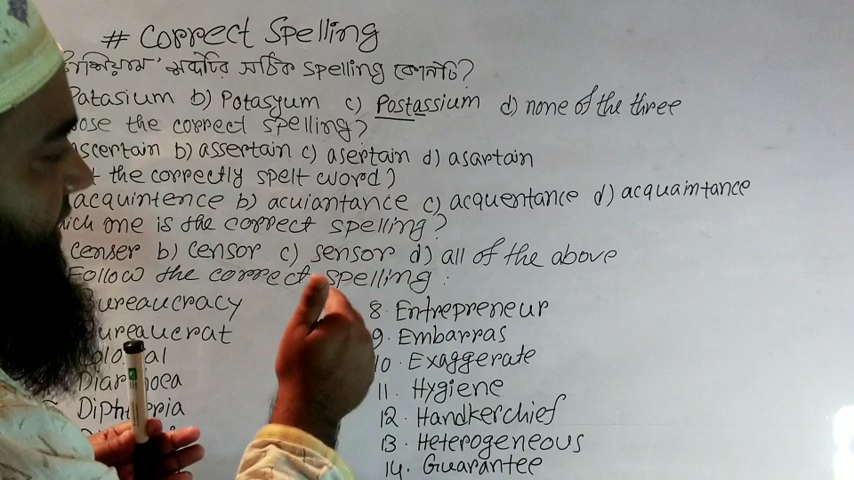 # Correct Spelling
শব্দটির সঠিক spelling কোনটি?
Patasium b) Potasyum c) Postassium d) none of the three
ose the correct spelling?
ascertain b) assertain c) asertain d) asartain
t the correctly spelt word?
acquintence b) acuiantance c) acquentance d) acquaintance
hich one is the correct spelling?
censer b) censor c) sensor d) all of the above
Follow the correct spelling:
Bureaucracy
Bureaucrat
8. Entrepreneur
9. Embarras
10. Exaggerate
11. Hygiene
12. Handkerchief
13. Heterogeneous
14. Guarantee